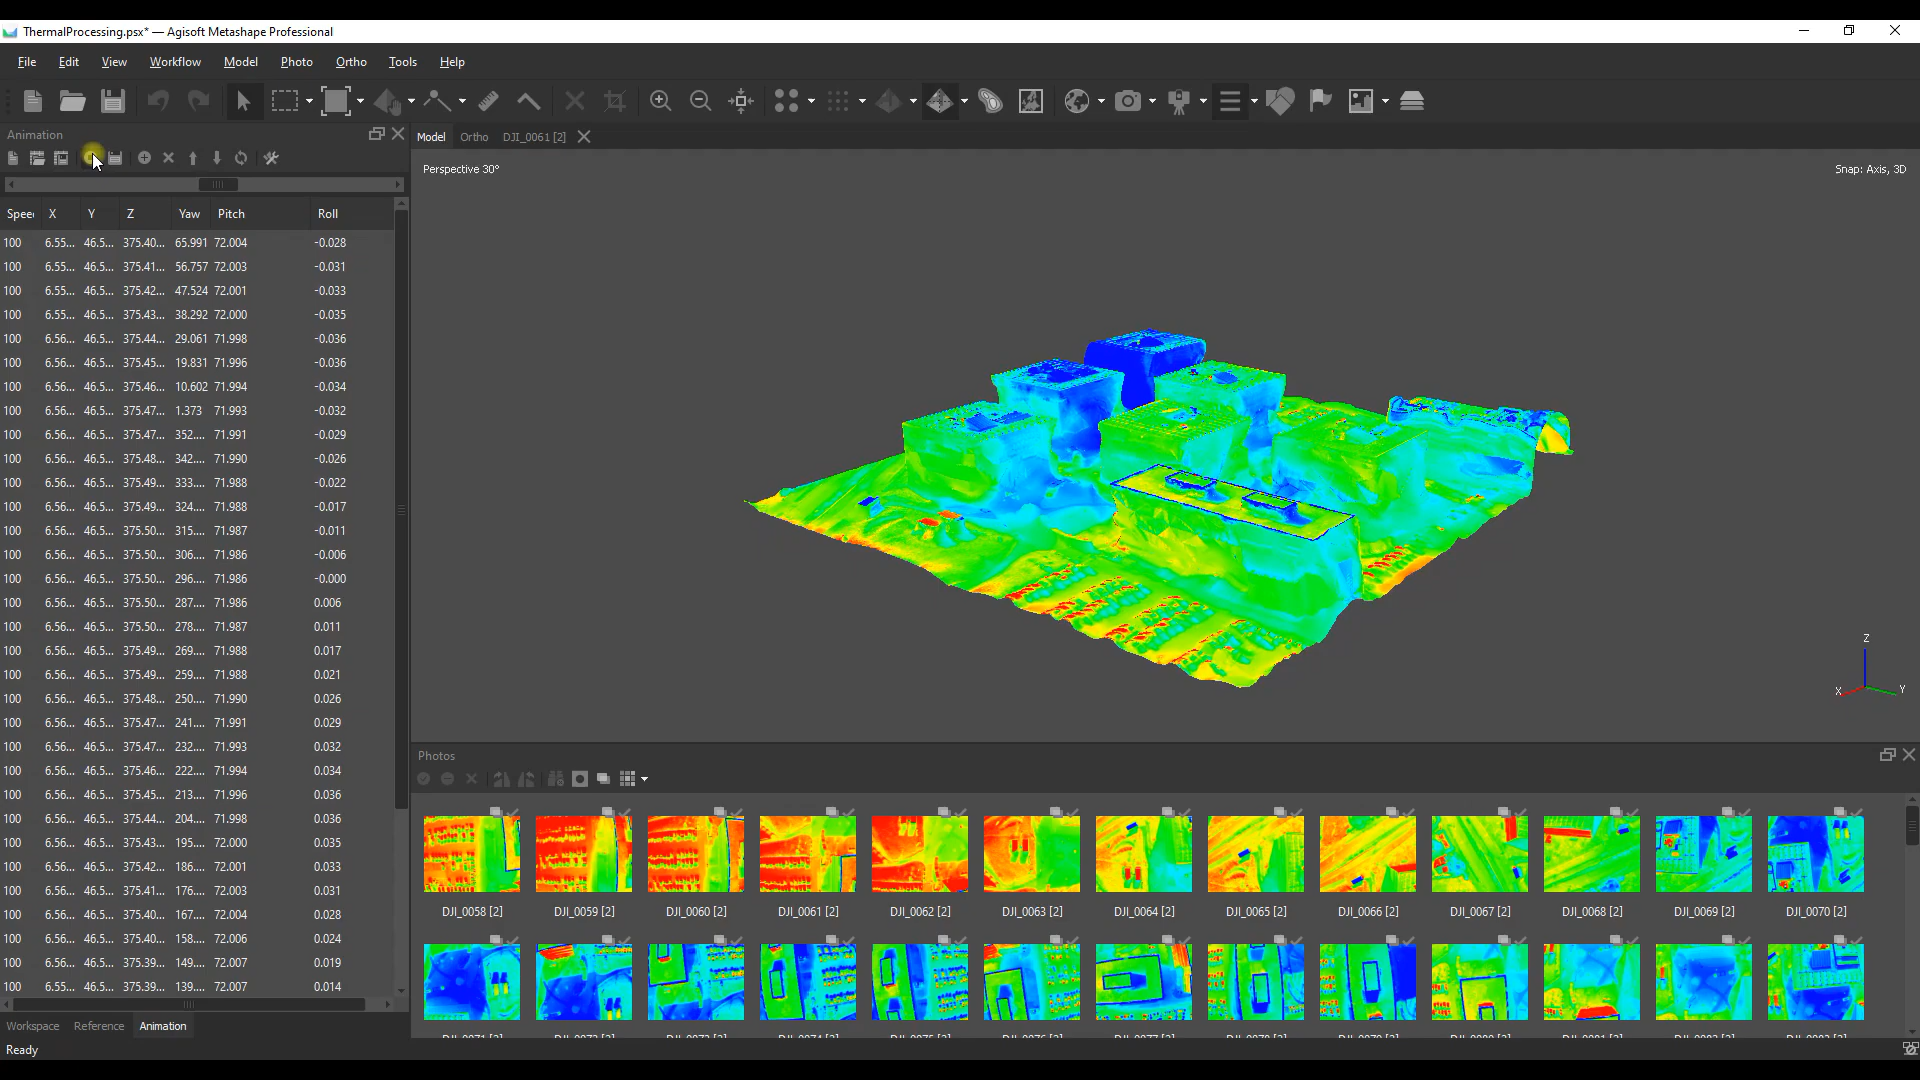 ThermalProcessing.psx* — Agisoft Metashape Professional
File Edit View Workflow Model Photo Ortho Tools Help
Animation
Model Ortho DJI_0061 [2]
Perspective 30°
Snap: Axis, 3D
Speed X Y Z Yaw Pitch Roll
100 6.55... 46.5... 375.40... 65.991 72.004 -0.028
100 6.55... 46.5... 375.41... 56.757 72.003 -0.031
100 6.55... 46.5... 375.42... 47.524 72.001 -0.033
100 6.55... 46.5... 375.43... 38.292 72.000 -0.035
100 6.56... 46.5... 375.44... 29.061 71.998 -0.036
100 6.56... 46.5... 375.45... 19.831 71.996 -0.036
100 6.56... 46.5... 375.46... 10.602 71.994 -0.034
100 6.56... 46.5... 375.47... 1.373 71.993 -0.032
100 6.56... 46.5... 375.47... 352.... 71.991 -0.029
100 6.56... 46.5... 375.48... 342.... 71.990 -0.026
100 6.56... 46.5... 375.49... 333.... 71.988 -0.022
100 6.56... 46.5... 375.49... 324.... 71.988 -0.017
100 6.56... 46.5... 375.50... 315.... 71.987 -0.011
100 6.56... 46.5... 375.50... 306.... 71.986 -0.006
100 6.56... 46.5... 375.50... 296.... 71.986 -0.000
100 6.56... 46.5... 375.50... 287.... 71.986 0.006
100 6.56... 46.5... 375.50... 278.... 71.987 0.011
100 6.56... 46.5... 375.49... 269.... 71.988 0.017
100 6.56... 46.5... 375.49... 259.... 71.988 0.021
100 6.56... 46.5... 375.48... 250.... 71.990 0.026
100 6.56... 46.5... 375.47... 241.... 71.991 0.029
100 6.56... 46.5... 375.47... 232.... 71.993 0.032
100 6.56... 46.5... 375.46... 222.... 71.994 0.034
100 6.56... 46.5... 375.45... 213.... 71.996 0.036
100 6.56... 46.5... 375.44... 204.... 71.998 0.036
100 6.56... 46.5... 375.43... 195.... 72.000 0.035
100 6.56... 46.5... 375.42... 186.... 72.001 0.033
100 6.56... 46.5... 375.41... 176.... 72.003 0.031
100 6.56... 46.5... 375.40... 167.... 72.004 0.028
100 6.56... 46.5... 375.40... 158.... 72.006 0.024
100 6.56... 46.5... 375.39... 149.... 72.007 0.019
100 6.55... 46.5... 375.39... 139.... 72.007 0.014
Z
X
Y
Photos
DJI_0058 [2] DJI_0059 [2] DJI_0060 [2] DJI_0061 [2] DJI_0062 [2] DJI_0063 [2] DJI_0064 [2] DJI_0065 [2] DJI_0066 [2] DJI_0067 [2] DJI_0068 [2] DJI_0069 [2] DJI_0070 [2]
Workspace Reference Animation
Ready